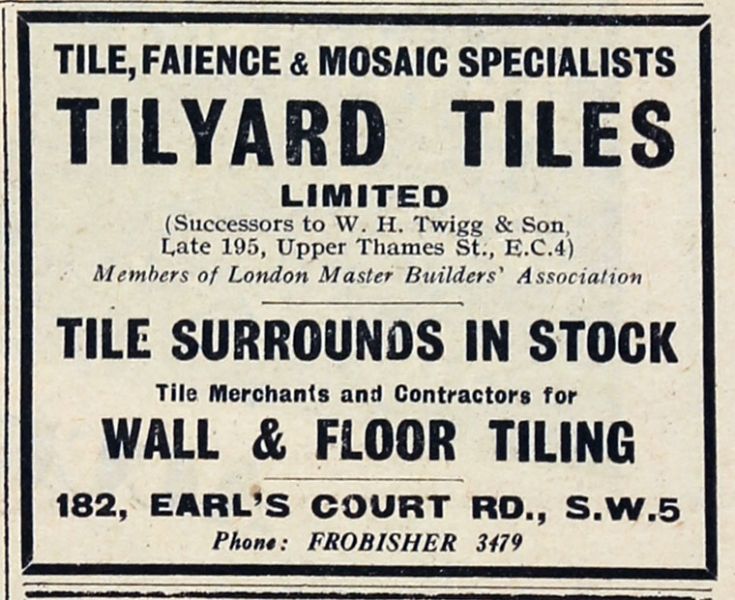 TILE, FAIENCE & MOSAIC SPECIALISTS
TILYARD TILES
LIMITED
(Successors to W. H. Twigg & Son,
Late 195, Upper Thames St., E.C.4)
Members of London Master Builders' Association
TILE SURROUNDS IN STOCK
Tile Merchants and Contractors for
WALL & FLOOR TILING
182, EARL'S COURT RD., S.W.5
Phone: FROBISHER 3479